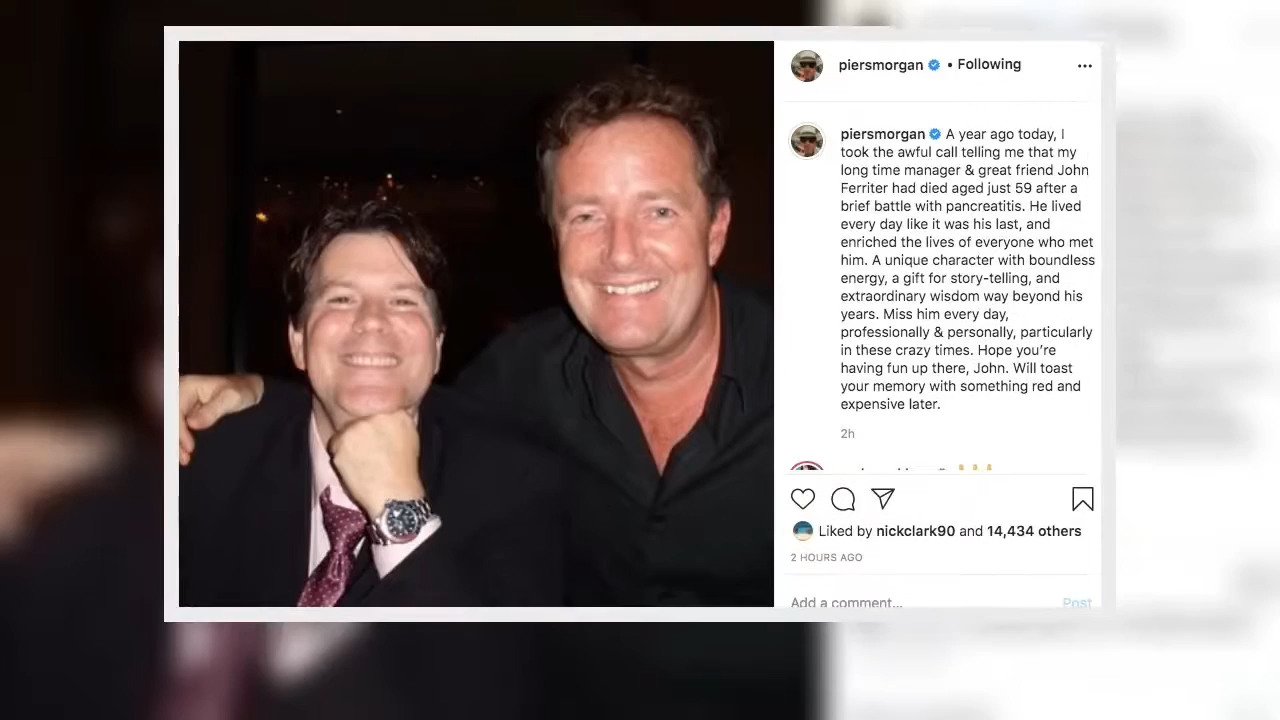 piersmorgan • Following
piersmorgan A year ago today, I
took the awful call telling me that my
long time manager & great friend John
Ferriter had died aged just 59 after a
brief battle with pancreatitis. He lived
every day like it was his last, and
enriched the lives of everyone who met
him. A unique character with boundless
energy, a gift for story-telling, and
extraordinary wisdom way beyond his
years. Miss him every day,
professionally & personally, particularly
in these crazy times. Hope you’re
having fun up there, John. Will toast
your memory with something red and
expensive later.
2h
Liked by nickclark90 and 14,434 others
2 HOURS AGO
Add a comment... Post